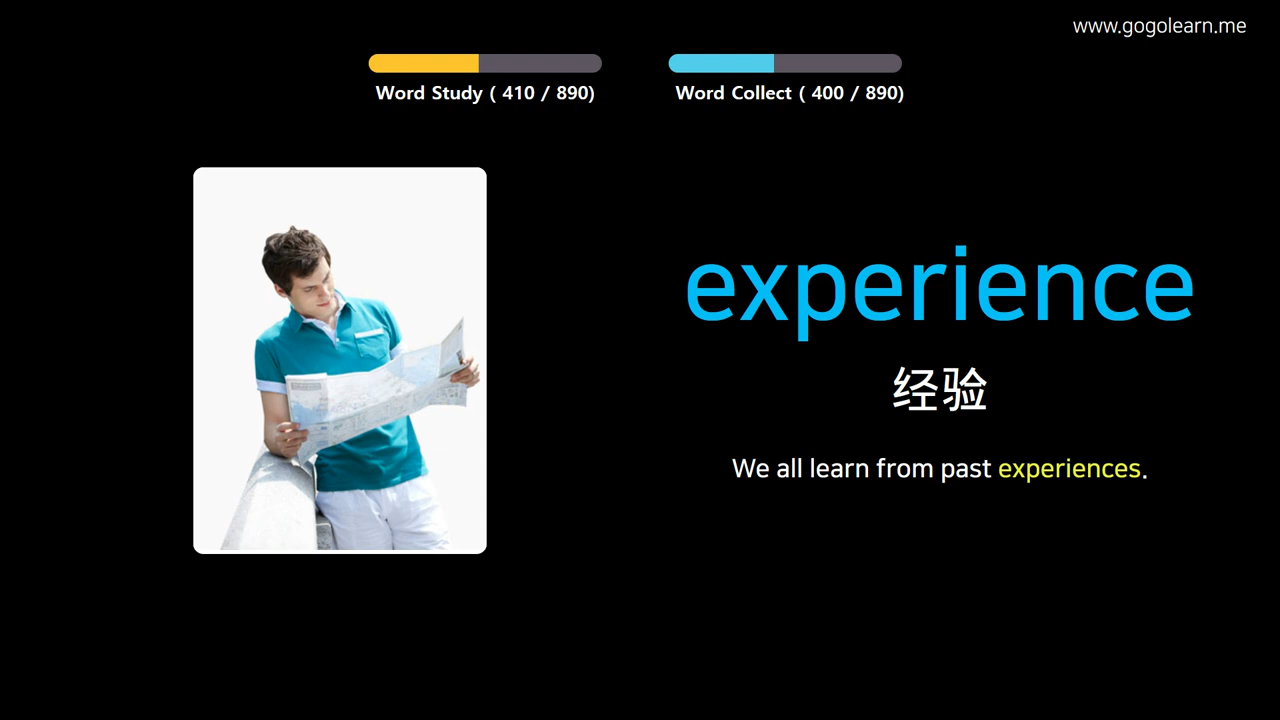 www.gogolearn.me
Word Study ( 410 / 890)
Word Collect ( 400 / 890)
experience
经验
We all learn from past experiences.